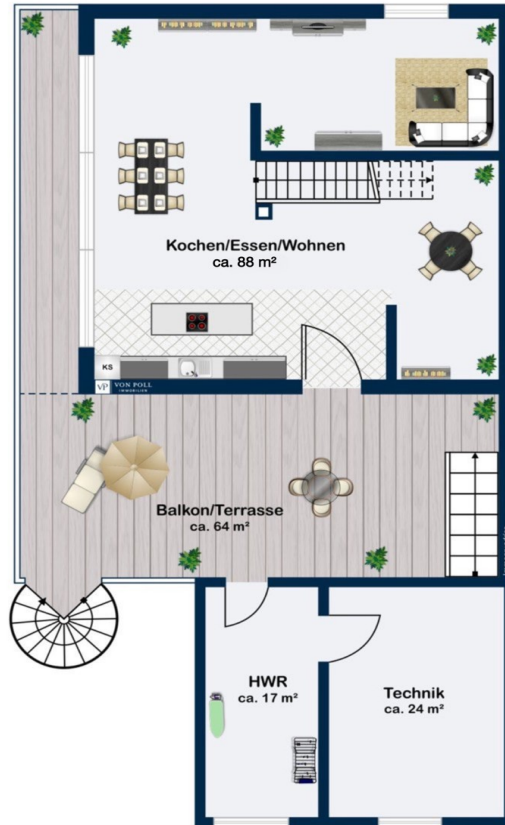 Kochen/Essen/Wohnen
ca. 88 m²
KS
VP VON POLL
IMMOBILIEN
Balkon/Terrasse
ca. 64 m²
HWR
ca. 17 m²
Technik
ca. 24 m²